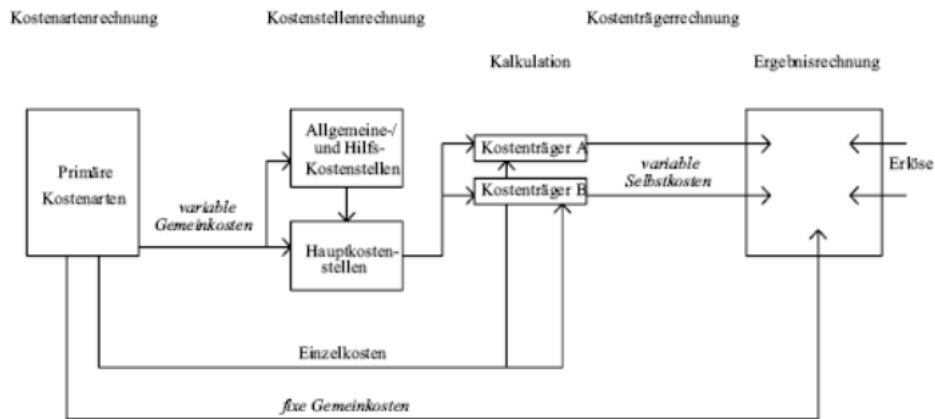 Kostenartenrechnung
Kostenstellenrechnung
Kostenträgerrechnung
Kalkulation
Ergebnisrechnung
Primäre
Kostenarten
variable
Gemeinkosten
Allgemeine-/
und Hilfs-
Kostenstellen
Hauptkosten-
stellen
Kostenträger A
Kostenträger B
variable
Selbstkosten
Erlöse
Einzelkosten
fixe Gemeinkosten